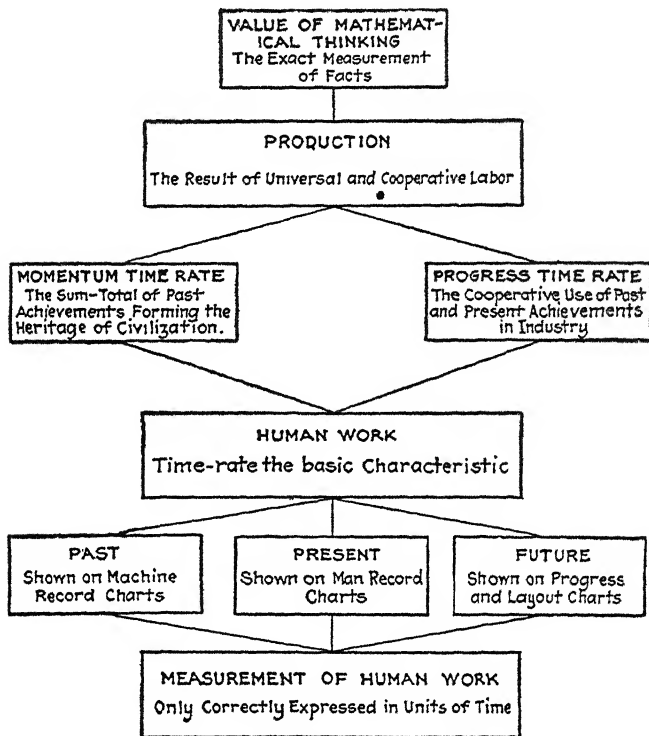 VALUE OF MATHEMAT-
ICAL THINKING
The Exact Measurement
of Facts
PRODUCTION
The Result of Universal and Cooperative Labor
MOMENTUM TIME RATE
The Sum-Total of Past
Achievements Forming the
Heritage of Civilization.
PROGRESS TIME RATE
The Cooperative Use of Past
and Present Achievements
in Industry
HUMAN WORK
Time-rate the basic Characteristic
PAST
Shown on Machine
Record Charts
PRESENT
Shown on Man Record
Charts
FUTURE
Shown on Progress
and Layout Charts
MEASUREMENT OF HUMAN WORK
Only Correctly Expressed in Units of Time